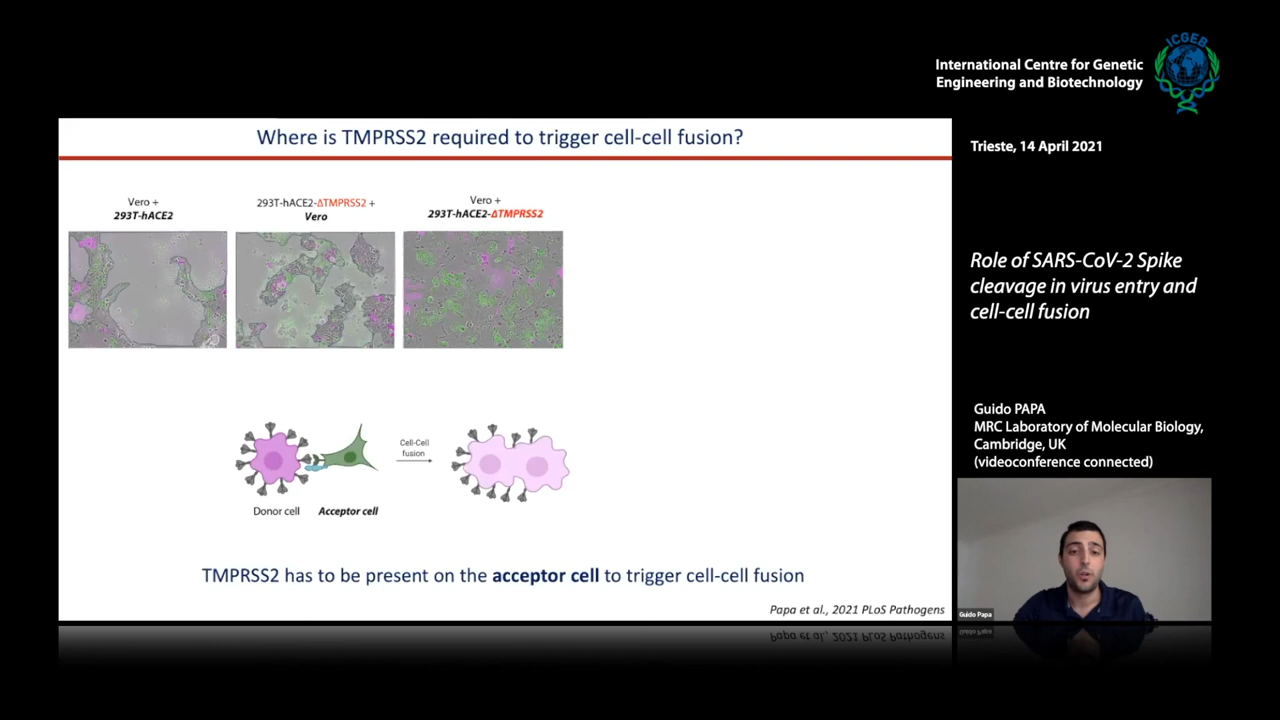 International Centre for Genetic
Engineering and Biotechnology
ICGEB
Where is TMPRSS2 required to trigger cell-cell fusion?
Trieste, 14 April 2021
Vero +
293T-hACE2
293T-hACE2-ΔTMPRSS2 +
Vero
Vero +
293T-hACE2-ΔTMPRSS2
Role of SARS-CoV-2 Spike
cleavage in virus entry and
cell-cell fusion
Cell-Cell
fusion
Donor cell
Acceptor cell
TMPRSS2 has to be present on the acceptor cell to trigger cell-cell fusion
Papa et al., 2021 PLoS Pathogens
Guido PAPA
MRC Laboratory of Molecular Biology,
Cambridge, UK
(videoconference connected)
Guido Papa